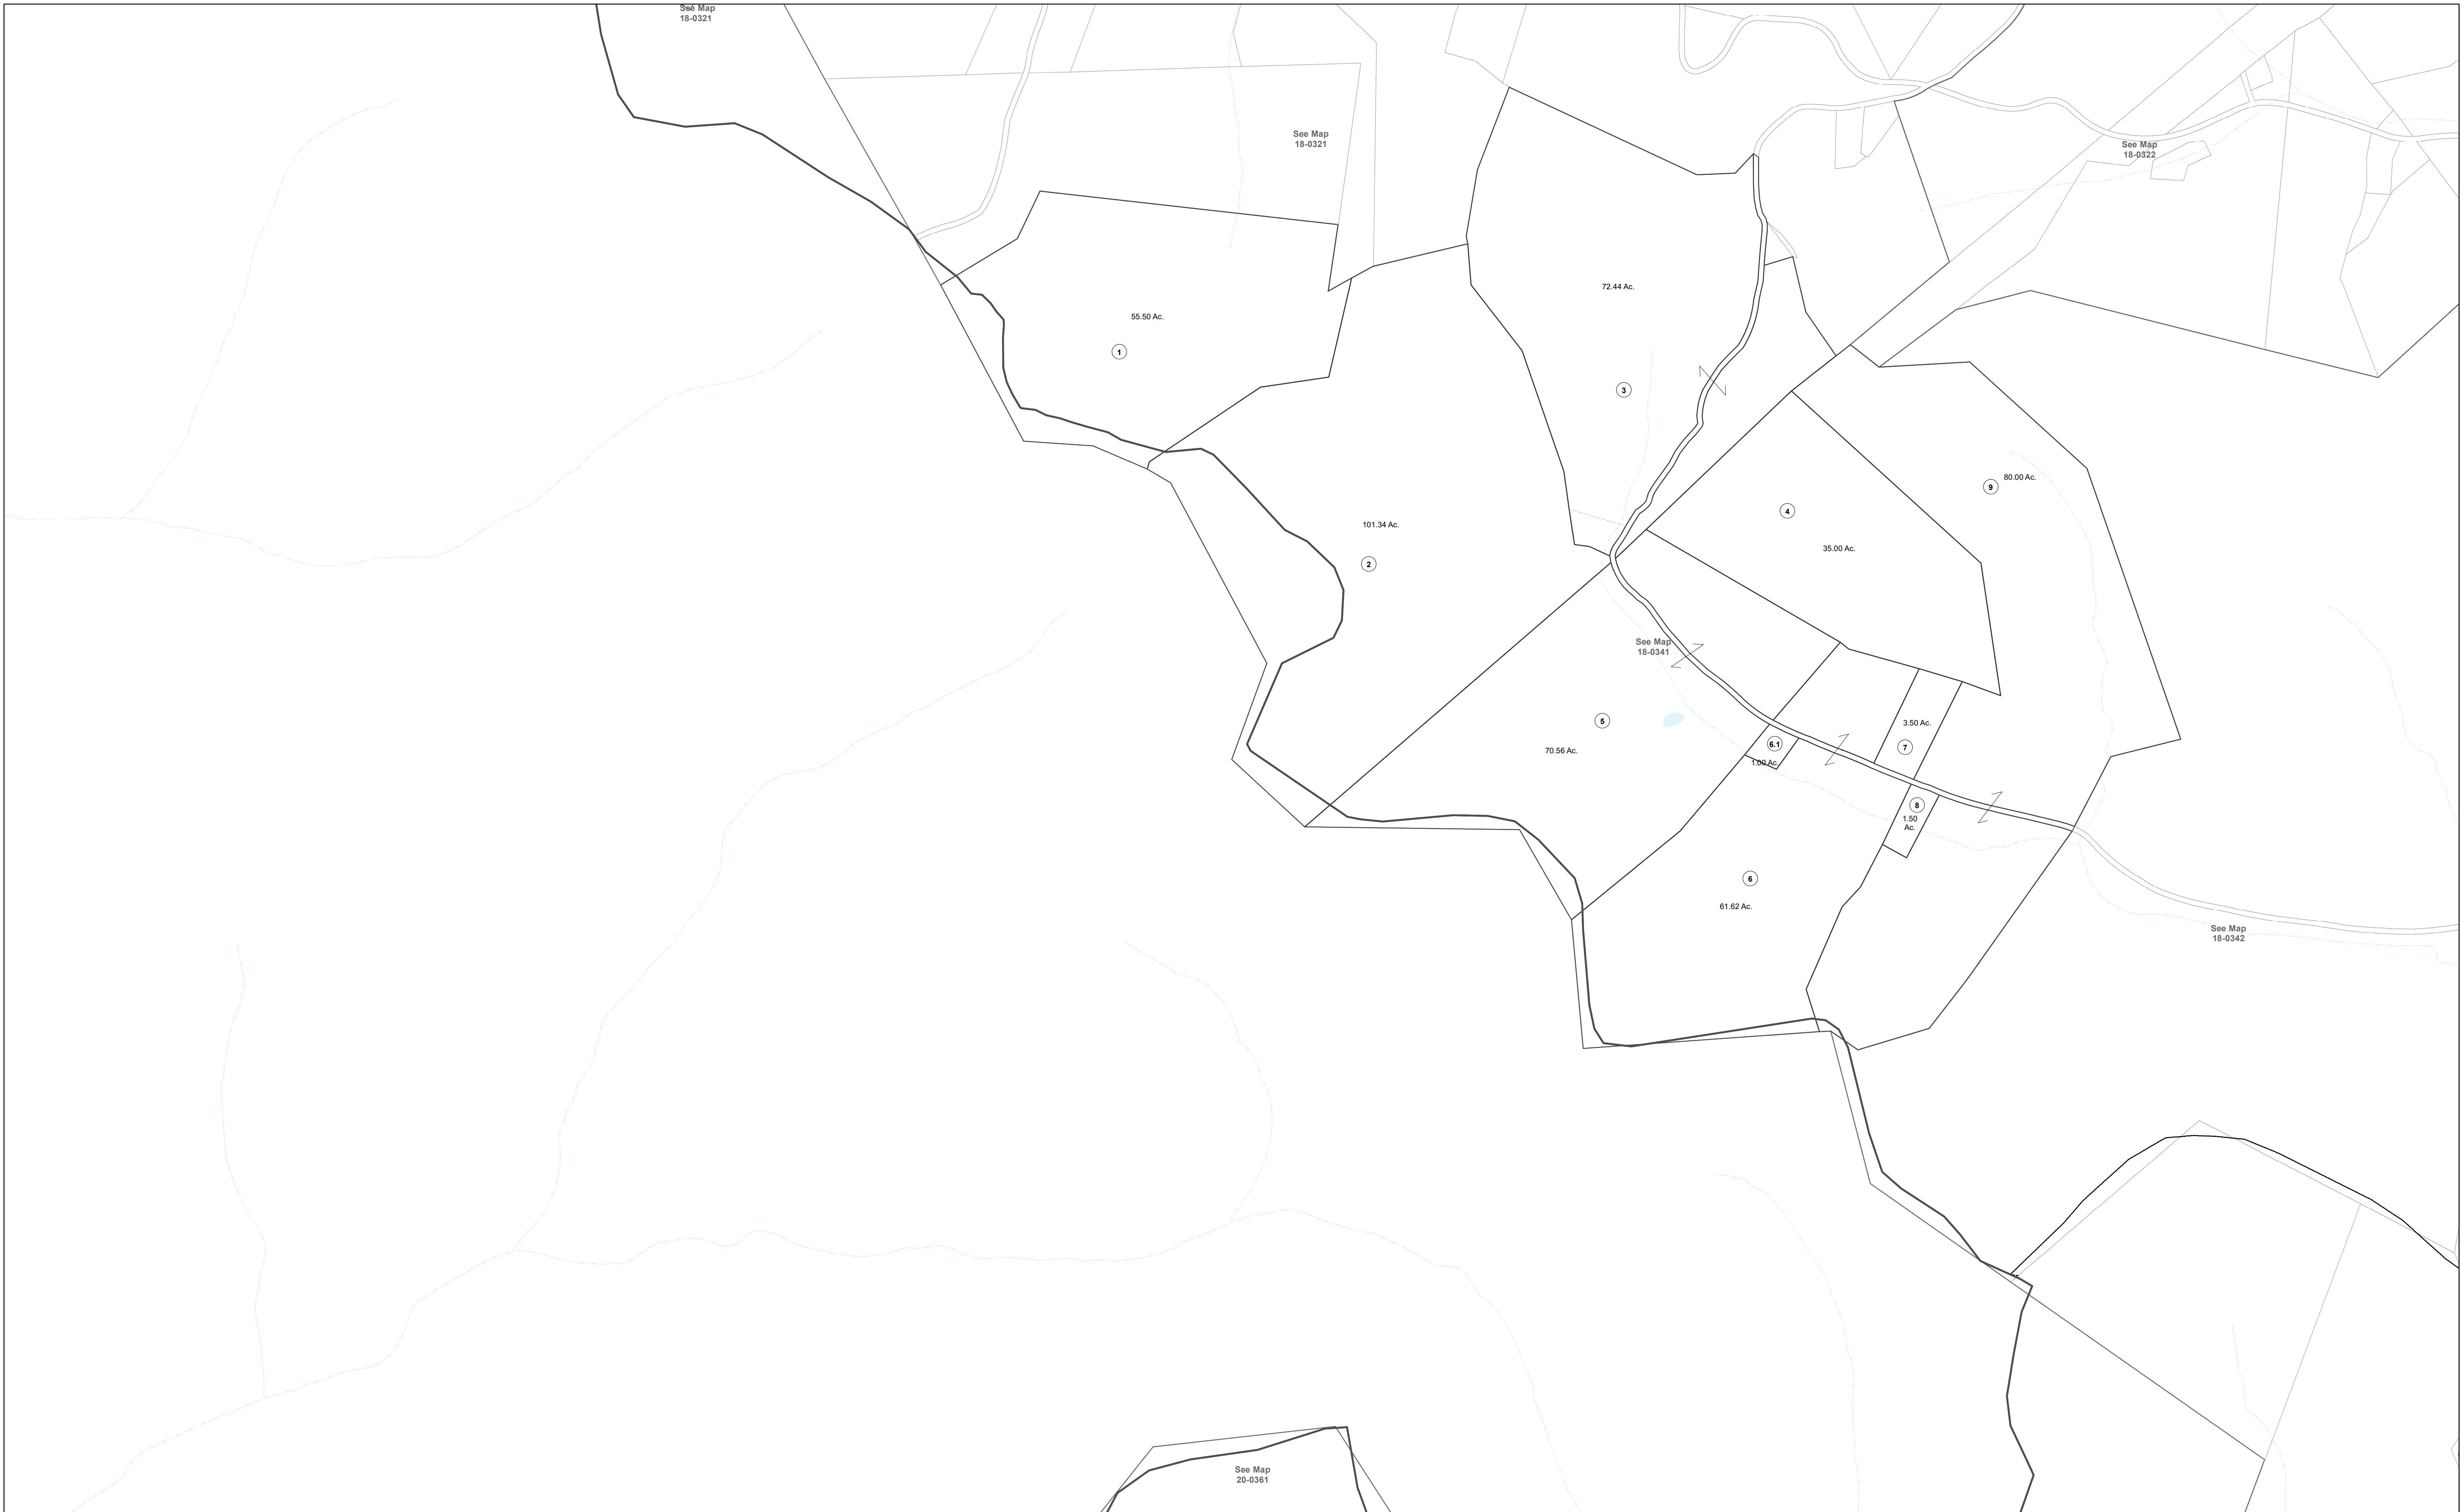 See Map
18-0321
See Map
18-0321
See Map
18-0322
72.44 Ac.
55.50 Ac.
1
3
80.00 Ac.
9
4
101.34 Ac.
35.00 Ac.
2
See Map
18-0341
5
3.50 Ac.
6.1
7
70.56 Ac.
1.00 Ac.
8
1.50
Ac.
6
61.62 Ac.
See Map
18-0342
See Map
20-0361